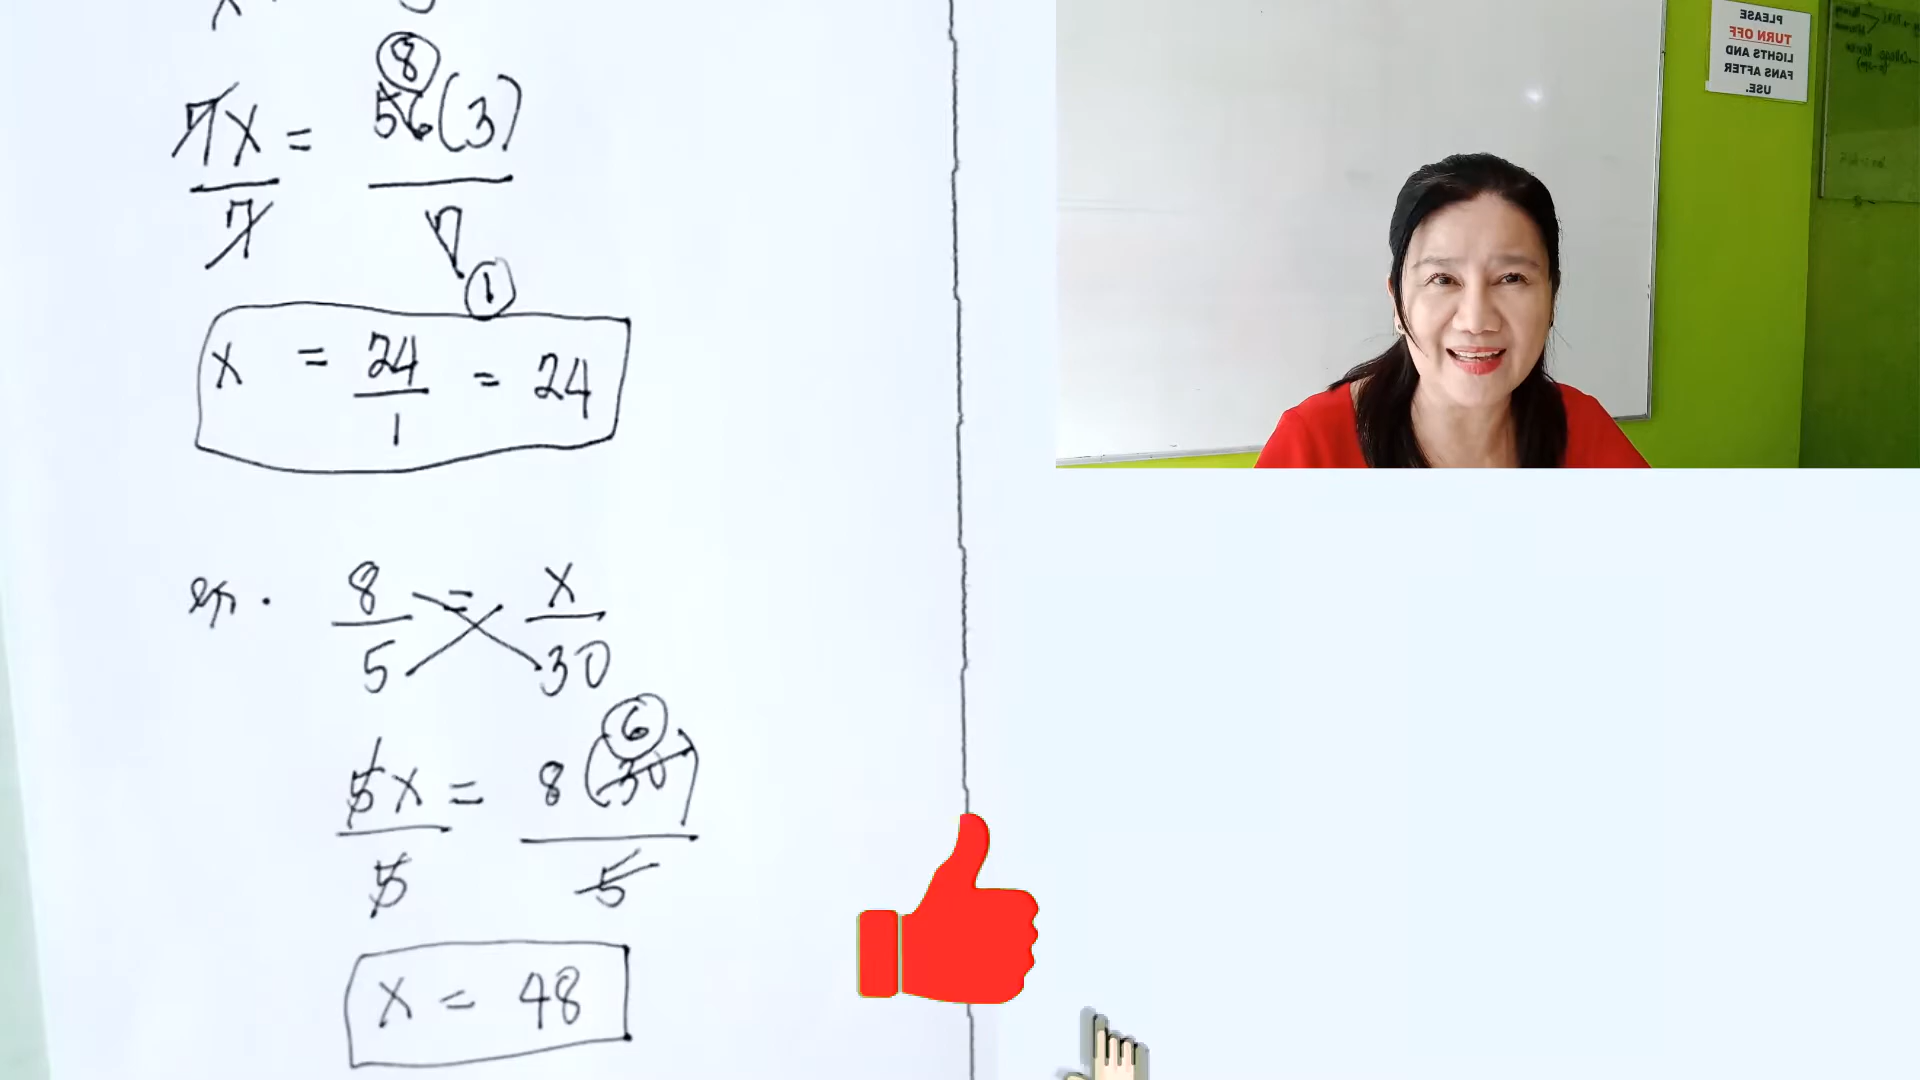 8
7x = 56(3)
7 7
1
x = 24 = 24
1
ex. 8 = x
5 30
6
5x = 8(30)
5 5
x = 48
PLEASE
TURN OFF
LIGHTS AND
FANS AFTER
USE.